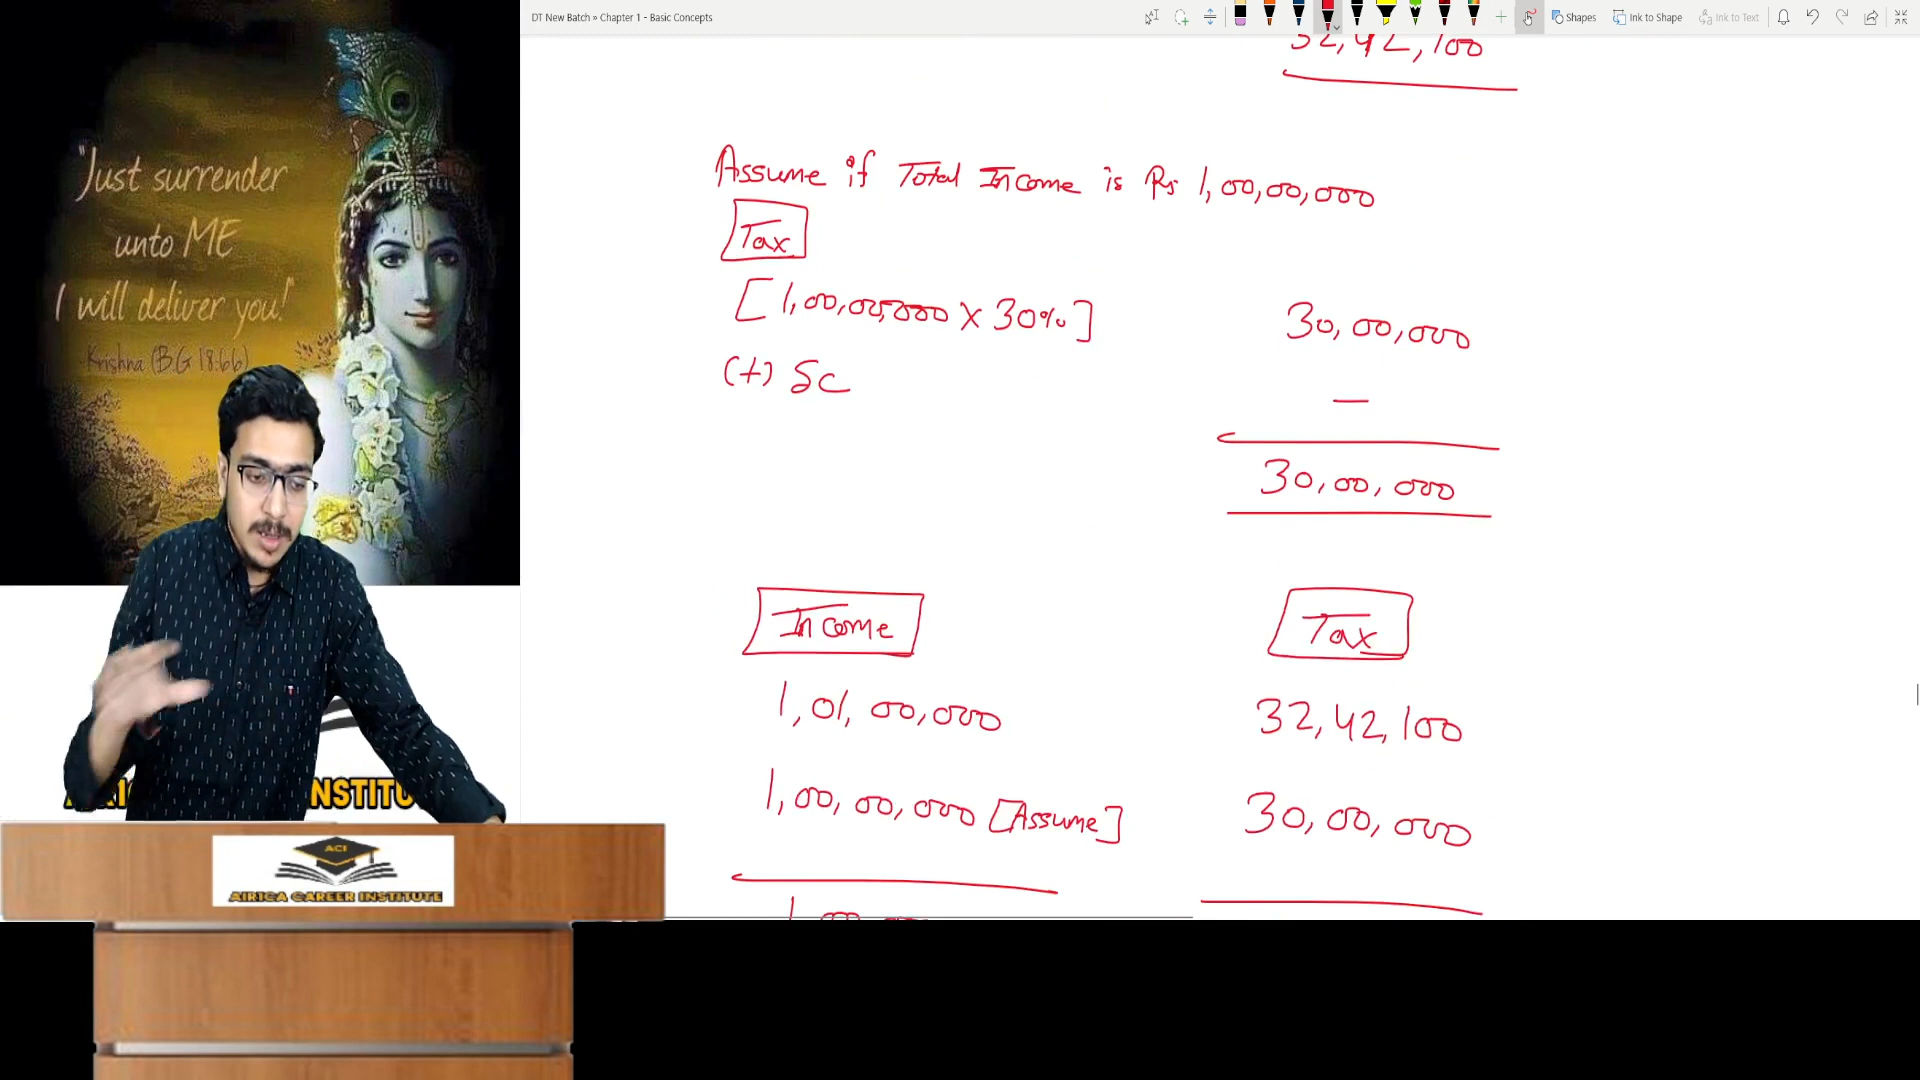 DT New Batch » Chapter 1 - Basic Concepts
Shapes
Ink to Shape
Ink to Text
32,42,100
"Just surrender
unto ME
I will deliver you!"
-Krishna (B.G 18:66)
Assume if Total Income is Rs 1,00,00,000
Tax
[1,00,00,000 x 30%] 30,00,000
(+) SC —
30,00,000
Income Tax
1,01,00,000 32,42,100
1,00,00,000 [Assume] 30,00,000
INSTITU
ACI
AIRICA CAREER INSTITUTE